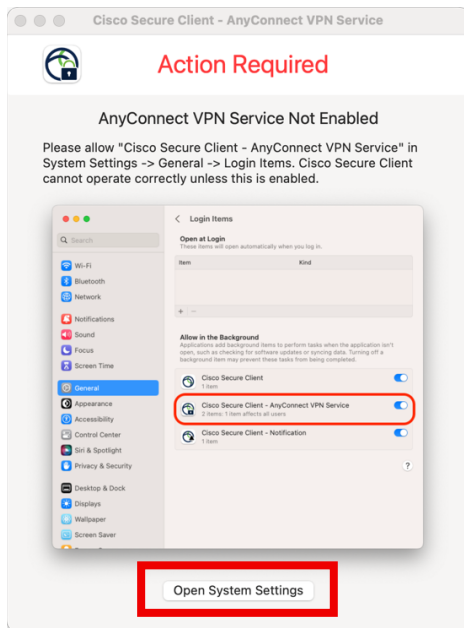 Cisco Secure Client - AnyConnect VPN Service
Action Required
AnyConnect VPN Service Not Enabled
Please allow "Cisco Secure Client - AnyConnect VPN Service" in
System Settings -> General -> Login Items. Cisco Secure Client
cannot operate correctly unless this is enabled.
Search
Wi-Fi
Bluetooth
Network
Notifications
Sound
Focus
Screen Time
General
Appearance
Accessibility
Control Center
Siri & Spotlight
Privacy & Security
Desktop & Dock
Displays
Wallpaper
Screen Saver
Login Items
Open at Login
These items will open automatically when you log in.
Item Kind
+ −
Allow in the Background
Applications add background items to perform tasks when the application isn't
open, such as checking for software updates or syncing data. Turning off a
background item may prevent these tasks from being completed.
Cisco Secure Client
1 item
Cisco Secure Client - AnyConnect VPN Service
2 items: 1 item affects all users
Cisco Secure Client - Notification
1 item
?
Open System Settings